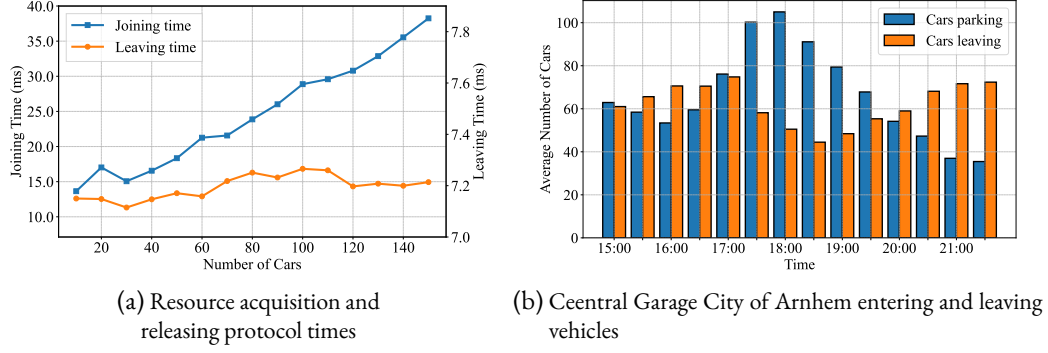 40.0
35.0
30.0
25.0
20.0
15.0
10.0
Joining Time (ms)
Joining time
Leaving time
7.8
7.6
7.4
7.2
7.0
Leaving Time (ms)
20 40 60 80 100 120 140
Number of Cars
(a) Resource acquisition and
releasing protocol times
100
80
60
40
20
0
Average Number of Cars
Cars parking
Cars leaving
15:00 16:00 17:00 18:00 19:00 20:00 21:00
Time
(b) Ceentral Garage City of Arnhem entering and leaving
vehicles